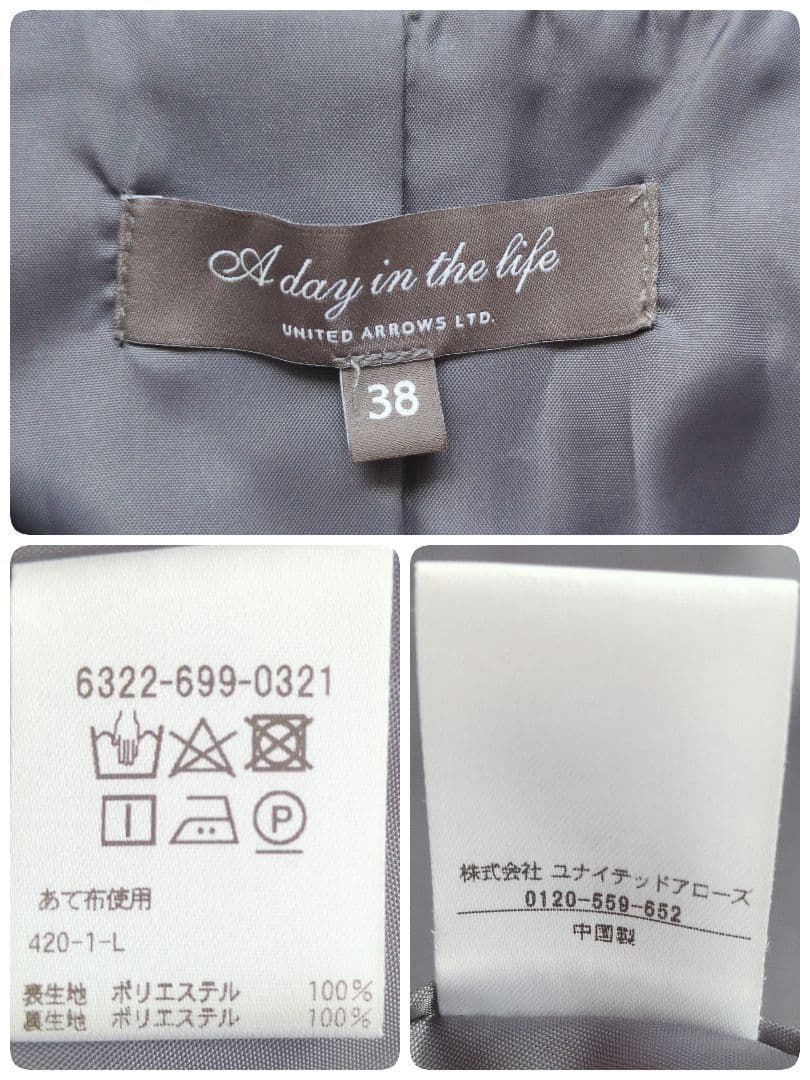 A day in the life
UNITED ARROWS LTD.
38
6322-699-0321
P
あて布使用
420-1-L
表生地 ポリエステル 100%
裏生地 ポリエステル 100%
株式会社 ユナイテッドアローズ
0120-559-652
中国製